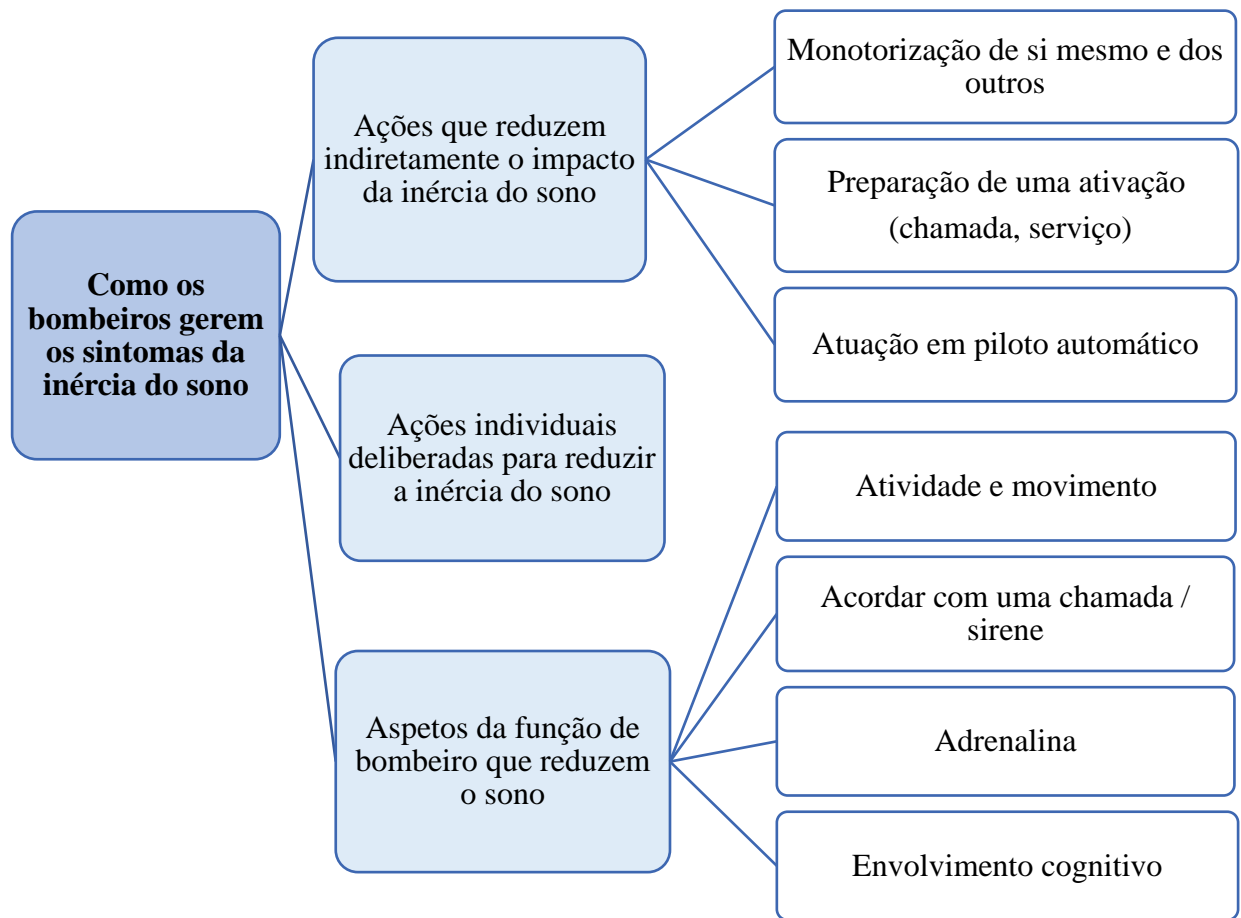 Como os
bombeiros gerem
os sintomas da
inércia do sono
Ações que reduzem
indiretamente o impacto
da inércia do sono
Monotorização de si mesmo e dos
outros
Preparação de uma ativação
(chamada, serviço)
Atuação em piloto automático
Ações individuais
deliberadas para reduzir
a inércia do sono
Aspetos da função de
bombeiro que reduzem
o sono
Atividade e movimento
Acordar com uma chamada /
sirene
Adrenalina
Envolvimento cognitivo